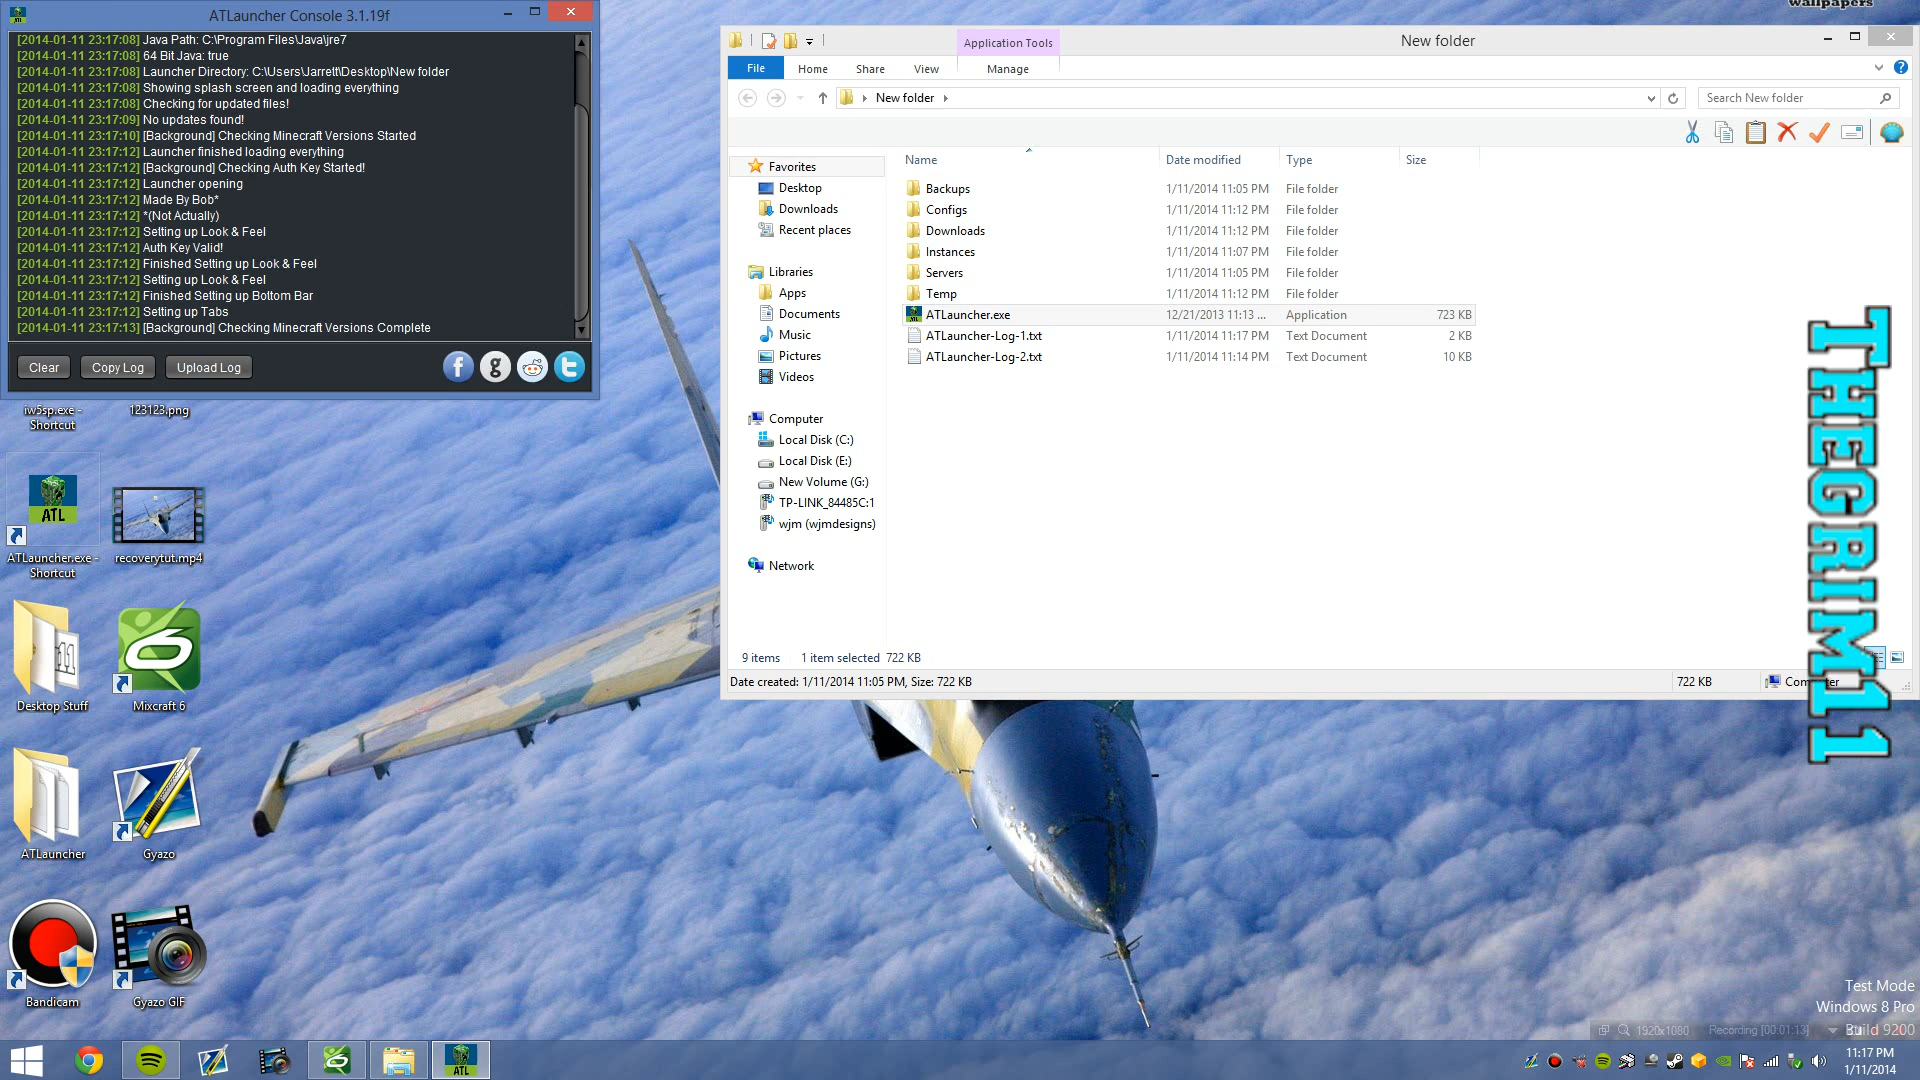 wallpapers
ATLauncher Console 3.1.19f
[2014-01-11 23:17:08] Java Path: C:\Program Files\Java\jre7
[2014-01-11 23:17:08] 64 Bit Java: true
[2014-01-11 23:17:08] Launcher Directory: C:\Users\Jarrett\Desktop\New folder
[2014-01-11 23:17:08] Showing splash screen and loading everything
[2014-01-11 23:17:08] Checking for updated files!
[2014-01-11 23:17:09] No updates found!
[2014-01-11 23:17:10] [Background] Checking Minecraft Versions Started
[2014-01-11 23:17:12] Launcher finished loading everything
[2014-01-11 23:17:12] [Background] Checking Auth Key Started!
[2014-01-11 23:17:12] Launcher opening
[2014-01-11 23:17:12] Made By Bob*
[2014-01-11 23:17:12] *(Not Actually)
[2014-01-11 23:17:12] Setting up Look & Feel
[2014-01-11 23:17:12] Auth Key Valid!
[2014-01-11 23:17:12] Finished Setting up Look & Feel
[2014-01-11 23:17:12] Setting up Look & Feel
[2014-01-11 23:17:12] Finished Setting up Bottom Bar
[2014-01-11 23:17:12] Setting up Tabs
[2014-01-11 23:17:13] [Background] Checking Minecraft Versions Complete
Clear Copy Log Upload Log
iw5sp.exe - Shortcut
123123.png
ATL
ATLauncher.exe - Shortcut
recoverytut.mp4
Desktop Stuff
Mixcraft 6
ATLauncher
Gyazo
Bandicam
Gyazo GIF
Application Tools
New folder
File Home Share View Manage
New folder
Search New folder
Name Date modified Type Size
Favorites
Desktop
Downloads
Recent places
Libraries
Apps
Documents
Music
Pictures
Videos
Computer
Local Disk (C:)
Local Disk (E:)
New Volume (G:)
TP-LINK_84485C:1
wjm (wjmdesigns)
Network
Backups 1/11/2014 11:05 PM File folder
Configs 1/11/2014 11:12 PM File folder
Downloads 1/11/2014 11:12 PM File folder
Instances 1/11/2014 11:07 PM File folder
Servers 1/11/2014 11:05 PM File folder
Temp 1/11/2014 11:12 PM File folder
ATLauncher.exe 12/21/2013 11:13 ... Application 723 KB
ATLauncher-Log-1.txt 1/11/2014 11:17 PM Text Document 2 KB
ATLauncher-Log-2.txt 1/11/2014 11:14 PM Text Document 10 KB
9 items 1 item selected 722 KB
Date created: 1/11/2014 11:05 PM, Size: 722 KB
722 KB
Computer
THEGRIM11
Test Mode
Windows 8 Pro
Build 9200
1920x1080 Recording [00:01:13]
ATL
11:17 PM
1/11/2014